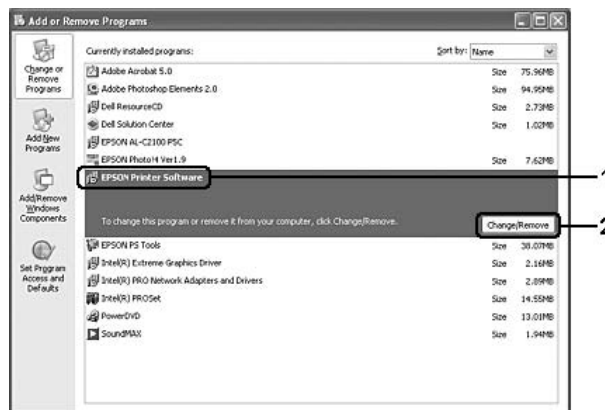 Add or Remove Programs
Change or
Remove
Programs
Add New
Programs
Add/Remove
Windows
Components
Set Program
Access and
Defaults
Currently installed programs:
Sort by: Name
Adobe Acrobat 5.0 Size 75.96MB
Adobe Photoshop Elements 2.0 Size 94.95MB
Dell ResourceCD Size 2.73MB
Dell Solution Center Size 1.02MB
EPSON AL-C2100 PSC
EPSON Photo!4 Ver1.9 Size 7.62MB
EPSON Printer Software 1
To change this program or remove it from your computer, click Change/Remove. Change/Remove 2
EPSON PS Tools Size 38.07MB
Intel(R) Extreme Graphics Driver Size 2.16MB
Intel(R) PRO Network Adapters and Drivers Size 2.89MB
Intel(R) PROSet Size 14.55MB
PowerDVD Size 13.01MB
SoundMAX Size 1.94MB